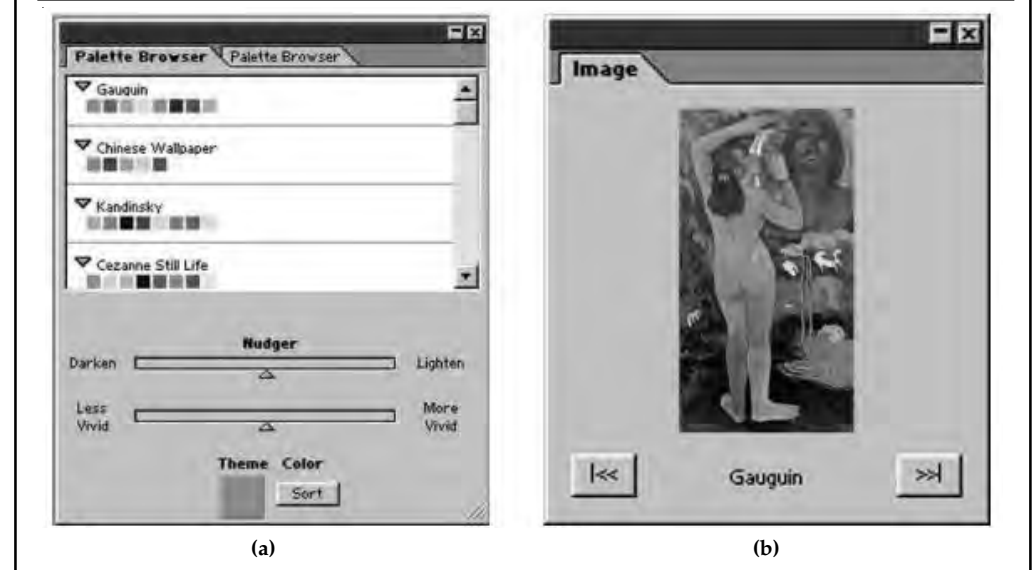 Palette Browser Palette Browser
Gauguin
Chinese Wallpaper
Kandinsky
Cezanne Still Life
Nudger
Darken Lighten
Less Vivid More Vivid
Theme Color
Sort
(a)
Image
|<< Gauguin >>|
(b)